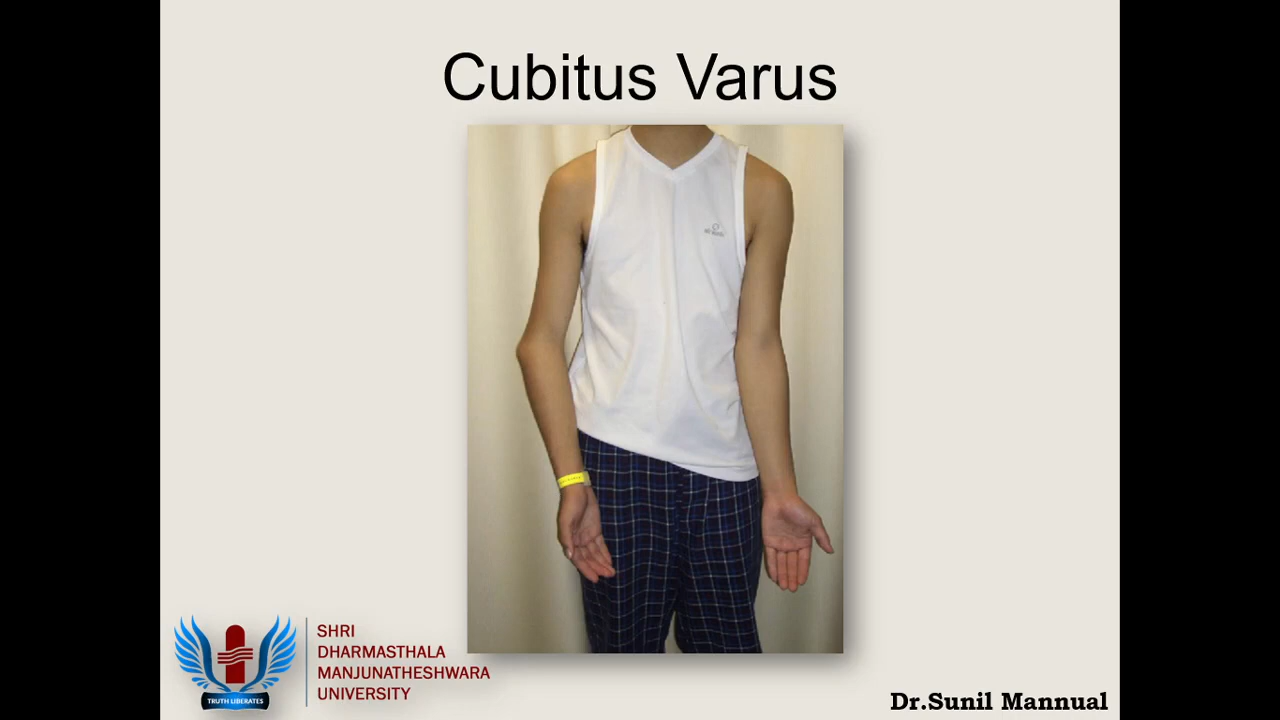 Cubitus Varus
SHRI
DHARMASTHALA
MANJUNATHESHWARA
UNIVERSITY
TRUTH LIBERATES
Dr.Sunil Mannual